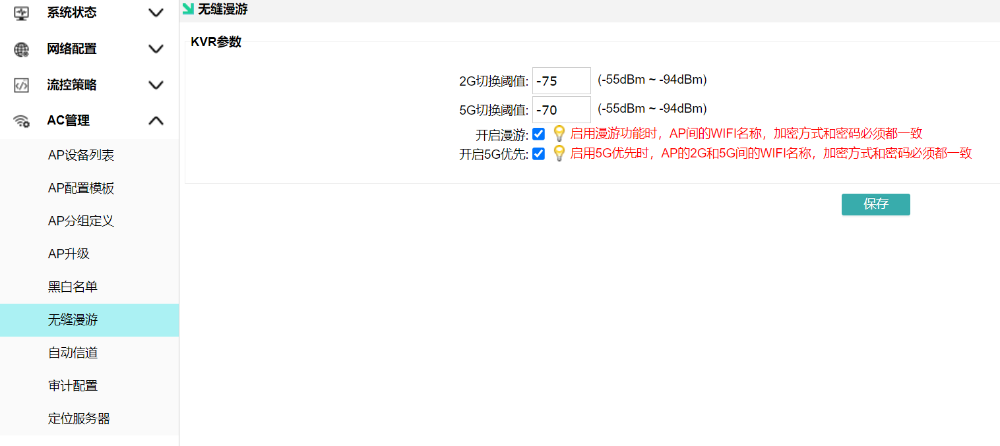 系统状态
网络配置
流控策略
AC管理
AP设备列表
AP配置模板
AP分组定义
AP升级
黑白名单
无缝漫游
自动信道
审计配置
定位服务器
无缝漫游
KVR参数
2G切换阈值: -75 (-55dBm ~ -94dBm)
5G切换阈值: -70 (-55dBm ~ -94dBm)
开启漫游: 启用漫游功能时，AP间的WIFI名称，加密方式和密码必须都一致
开启5G优先: 启用5G优先时，AP的2G和5G间的WIFI名称，加密方式和密码必须都一致
保存